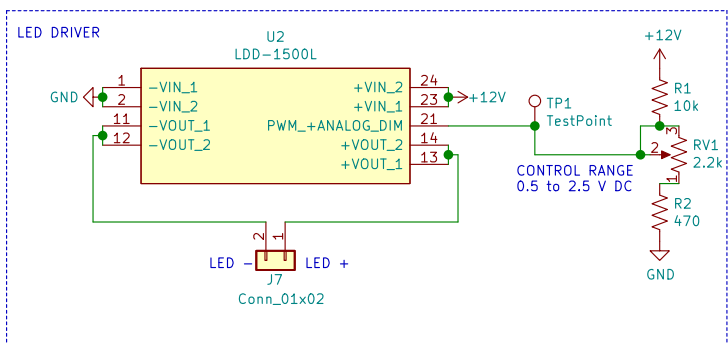 LED DRIVER
U2
LDD-1500L
+12V
GND
1
-VIN_1
+VIN_2
24
2
-VIN_2
+VIN_1
23
+12V
11
-VOUT_1
PWM_+ANALOG_DIM
21
12
-VOUT_2
+VOUT_2
14
+VOUT_1
13
TP1
TestPoint
R1
10k
3
2
RV1
2.2k
1
CONTROL RANGE
0.5 to 2.5 V DC
R2
470
GND
2
1
LED -
LED +
J7
Conn_01x02